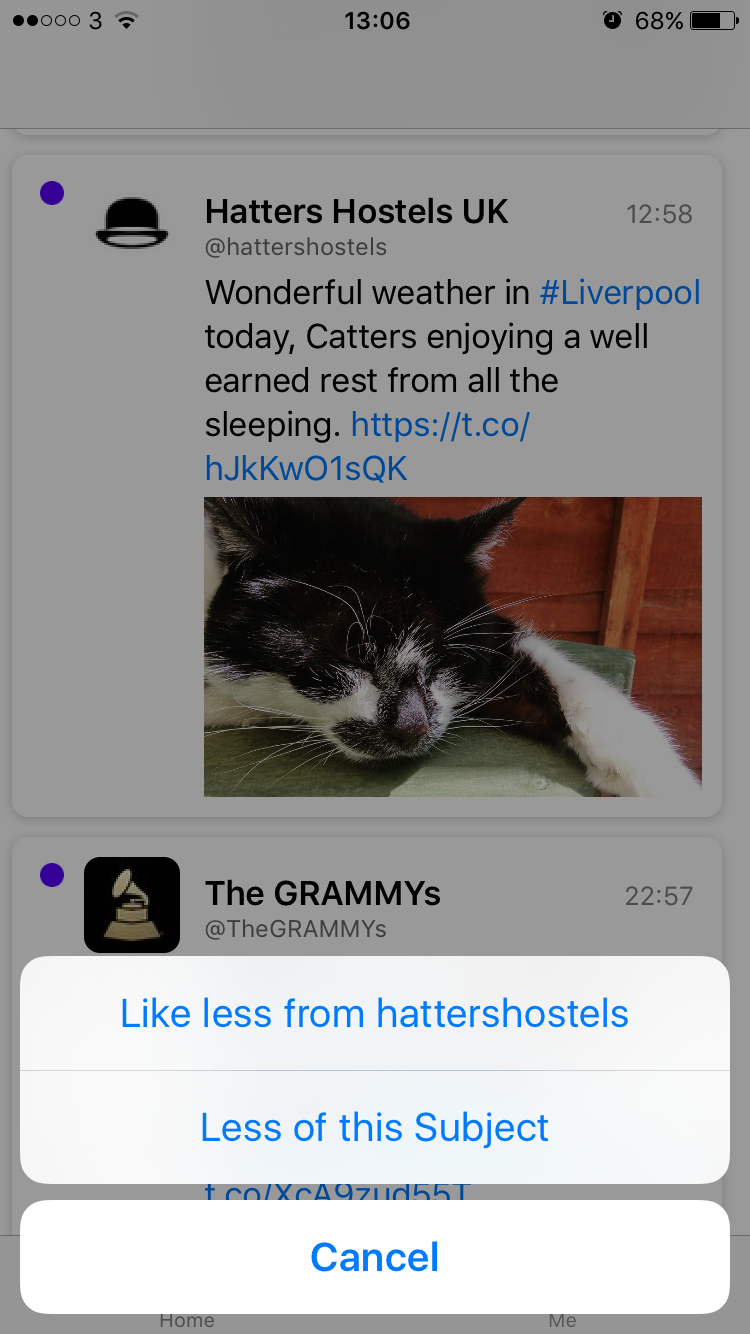 3 13:06 68%
Hatters Hostels UK 12:58
@hattershostels
Wonderful weather in #Liverpool
today, Catters enjoying a well
earned rest from all the
sleeping. https://t.co/
hJkKwO1sQK
The GRAMMYs 22:57
@TheGRAMMYs
Like less from hattershostels
Less of this Subject
t.co/XcA9zud55T
Cancel
Home Me